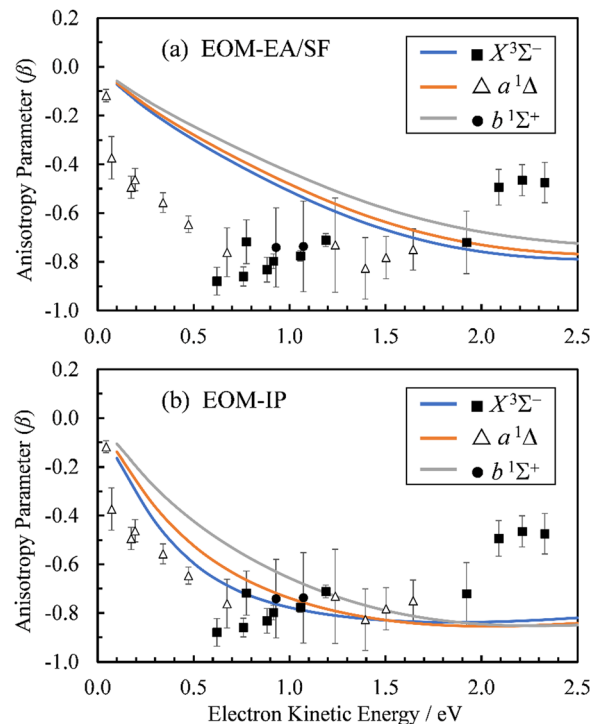 (a) EOM-EA/SF
X³Σ⁻
a¹Δ
b¹Σ⁺
Anisotropy Parameter (β)
0.2
0.0
-0.2
-0.4
-0.6
-0.8
-1.0
0.0 0.5 1.0 1.5 2.0 2.5
(b) EOM-IP
X³Σ⁻
a¹Δ
b¹Σ⁺
Anisotropy Parameter (β)
0.2
0.0
-0.2
-0.4
-0.6
-0.8
-1.0
0.0 0.5 1.0 1.5 2.0 2.5
Electron Kinetic Energy / eV